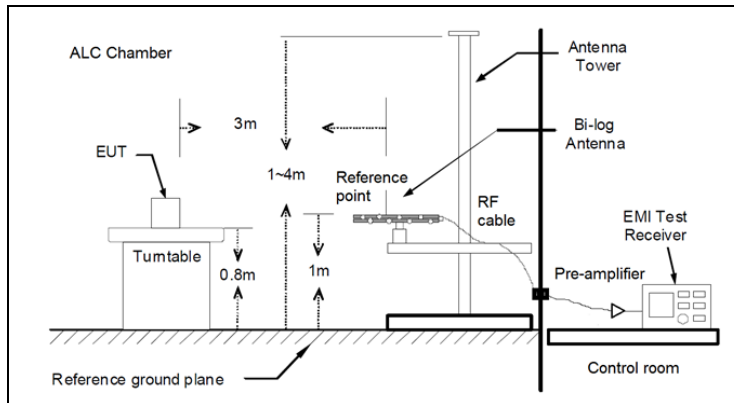 ALC Chamber
Antenna
Tower
3m
Bi-log
Antenna
EUT
1~4m
Reference
point
RF
cable
EMI Test
Receiver
Turntable
0.8m
1m
Pre-amplifier
Reference ground plane
Control room